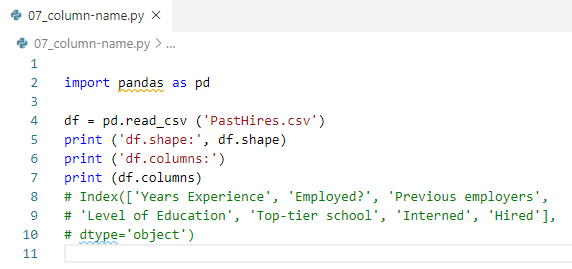 07_column-name.py ×
07_column-name.py > ...
1
2 import pandas as pd
3
4 df = pd.read_csv ('PastHires.csv')
5 print ('df.shape:', df.shape)
6 print ('df.columns:')
7 print (df.columns)
8 # Index(['Years Experience', 'Employed?', 'Previous employers',
9 # 'Level of Education', 'Top-tier school', 'Interned', 'Hired'],
10 # dtype='object')
11